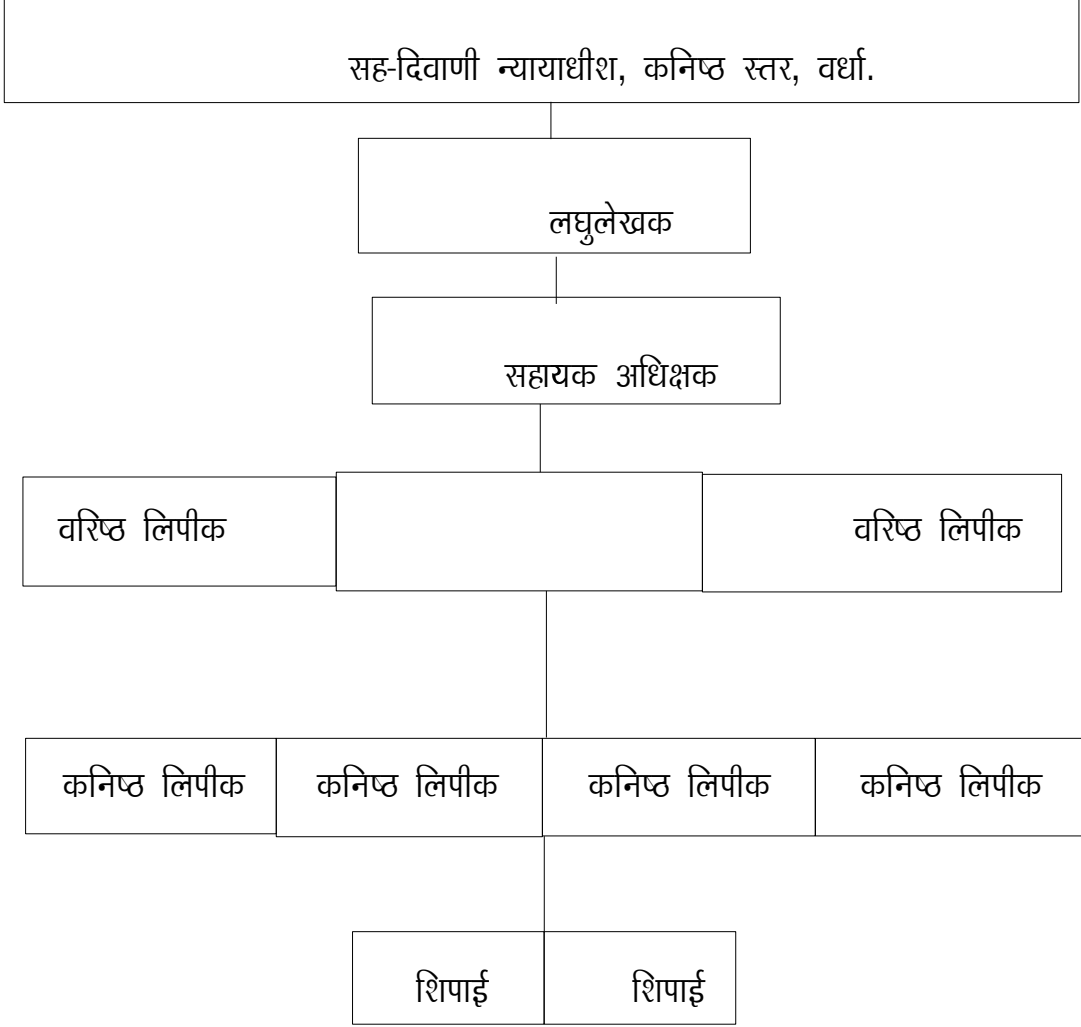 सह-दिवाणी न्यायाधीश, कनिष्ठ स्तर, वर्धा.
लघुलेखक
सहायक अधिक्षक
वरिष्ठ लिपीक वरिष्ठ लिपीक
कनिष्ठ लिपीक कनिष्ठ लिपीक कनिष्ठ लिपीक कनिष्ठ लिपीक
शिपाई शिपाई